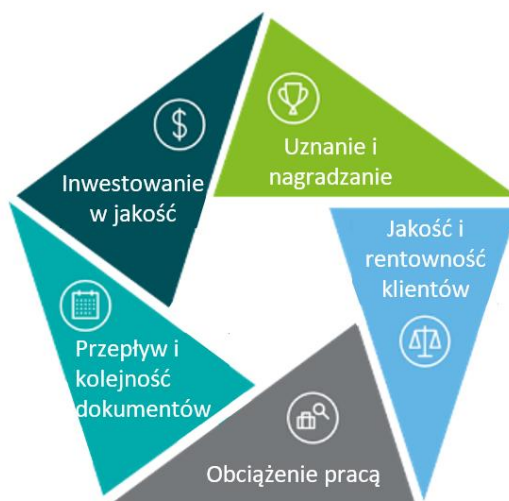 Inwestowanie
w jakość
Uznanie i
nagradzanie
Jakość i
rentowność
klientów
Przepływ i
kolejność
dokumentów
Obciążenie pracą